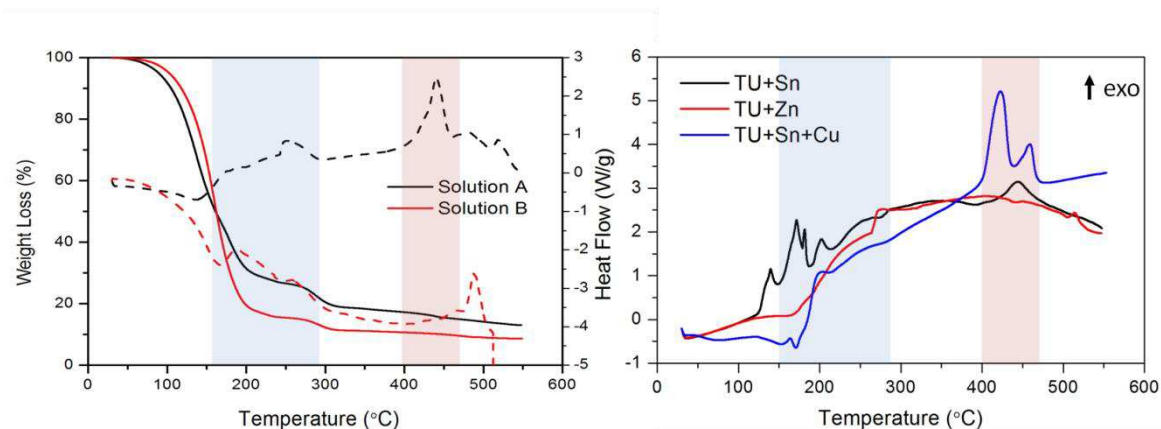 100
80
60
40
20
0
Weight Loss (%)
0 100 200 300 400 500 600
Temperature (°C)
3
2
1
0
-1
-2
-3
-4
-5
Heat Flow (W/g)
Solution A
Solution B
6
5
4
3
2
1
0
-1
TU+Sn
TU+Zn
TU+Sn+Cu
exo
0 100 200 300 400 500 600
Temperature (°C)